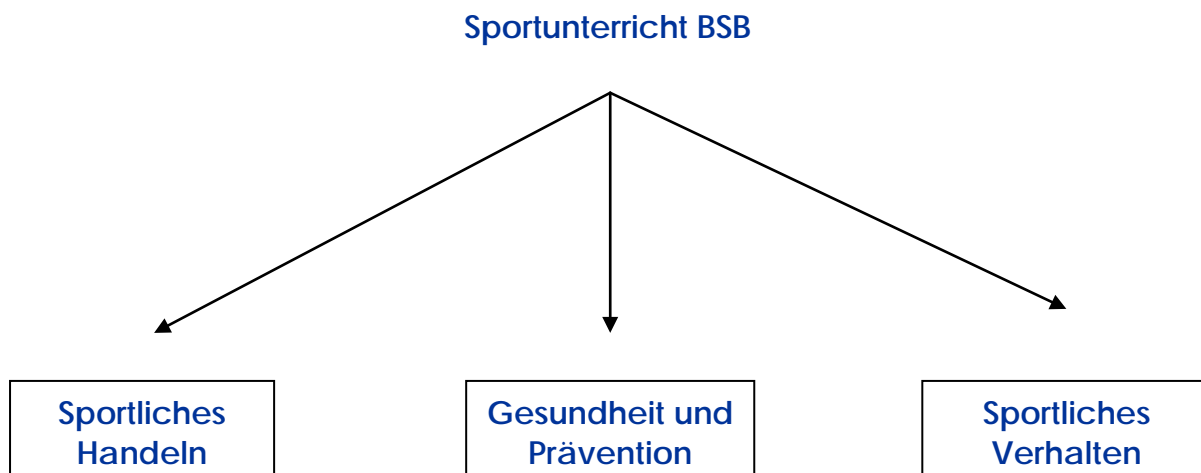 Sportunterricht BSB
Sportliches
Handeln
Gesundheit und
Prävention
Sportliches
Verhalten